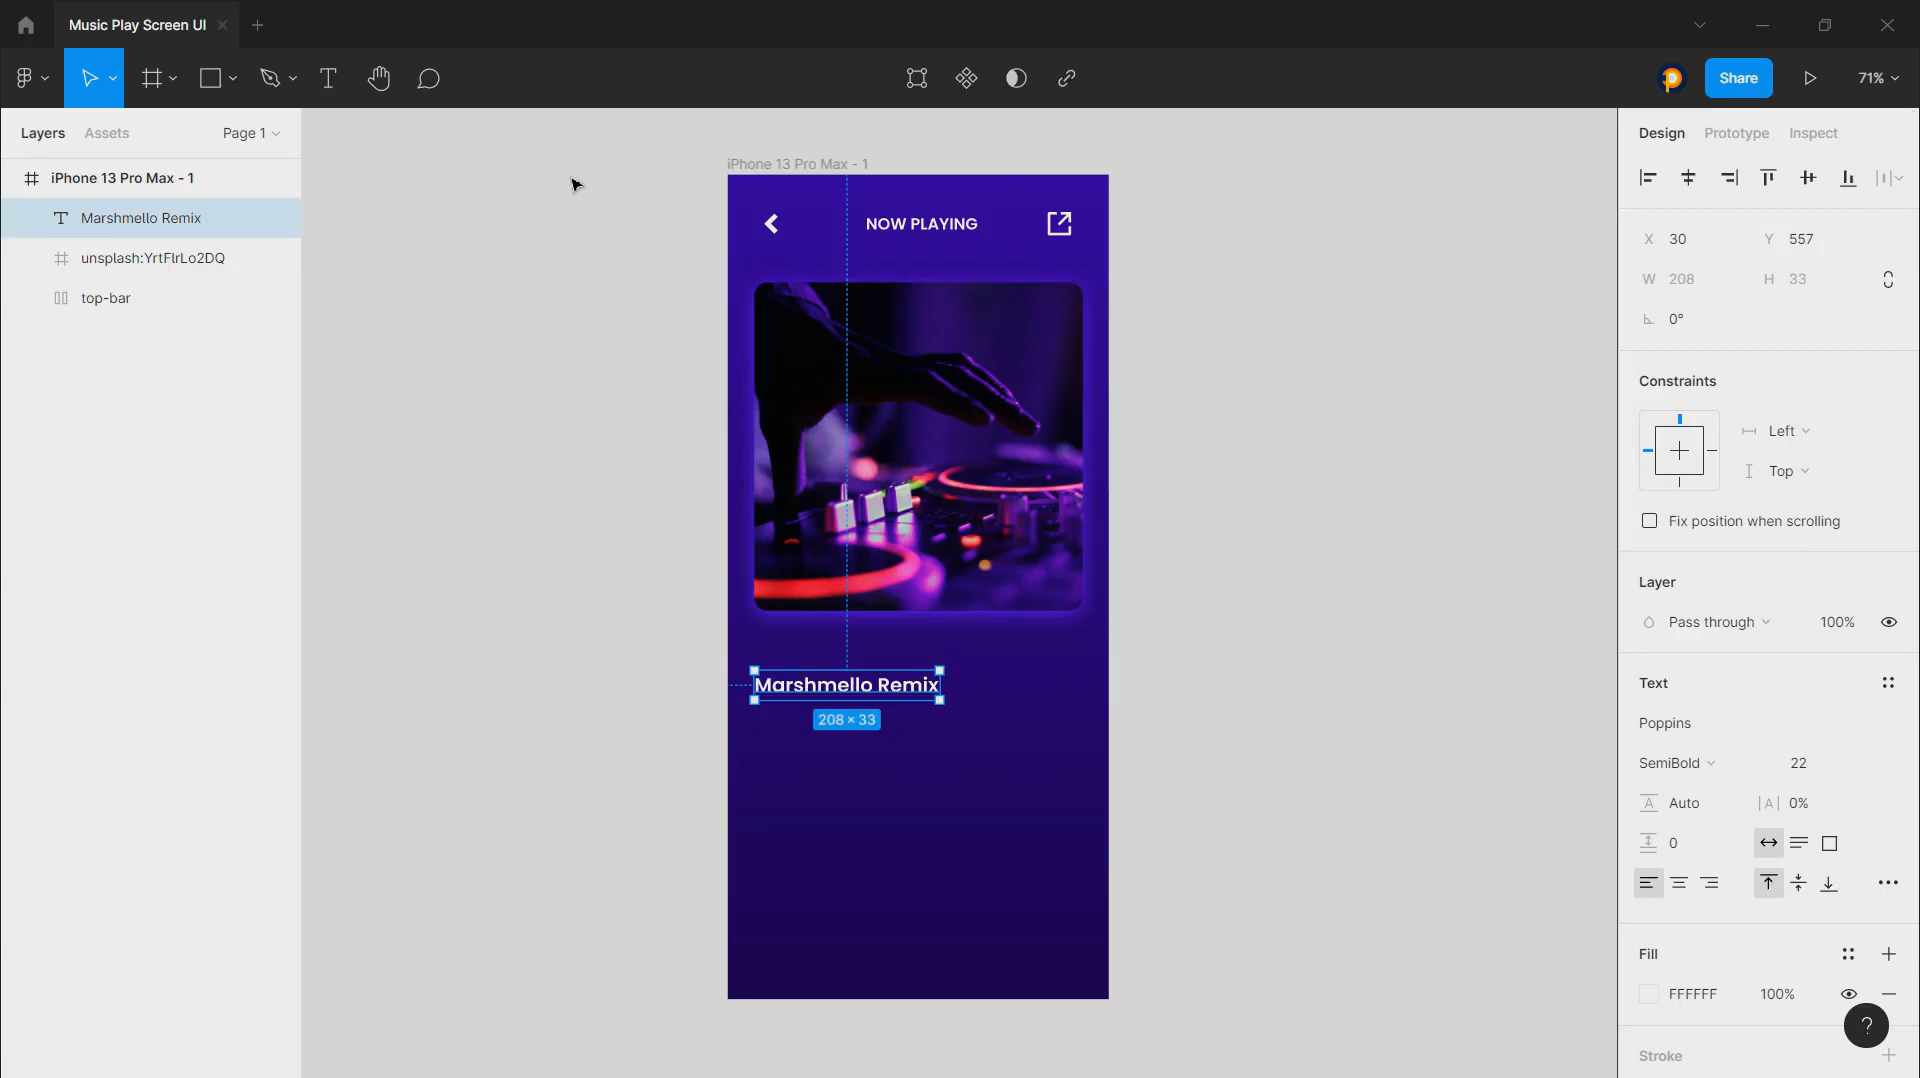 Music Play Screen UI
Share
71%
Layers
Assets
Page 1
iPhone 13 Pro Max - 1
Marshmello Remix
unsplash:YrtFlrLo2DQ
top-bar
iPhone 13 Pro Max - 1
NOW PLAYING
Marshmello Remix
208 × 33
Design
Prototype
Inspect
X 30
Y 557
W 208
H 33
0°
Constraints
Left
Top
Fix position when scrolling
Layer
Pass through
100%
Text
Poppins
SemiBold
22
A Auto
|A| 0%
0
Fill
FFFFFF
100%
?
Stroke